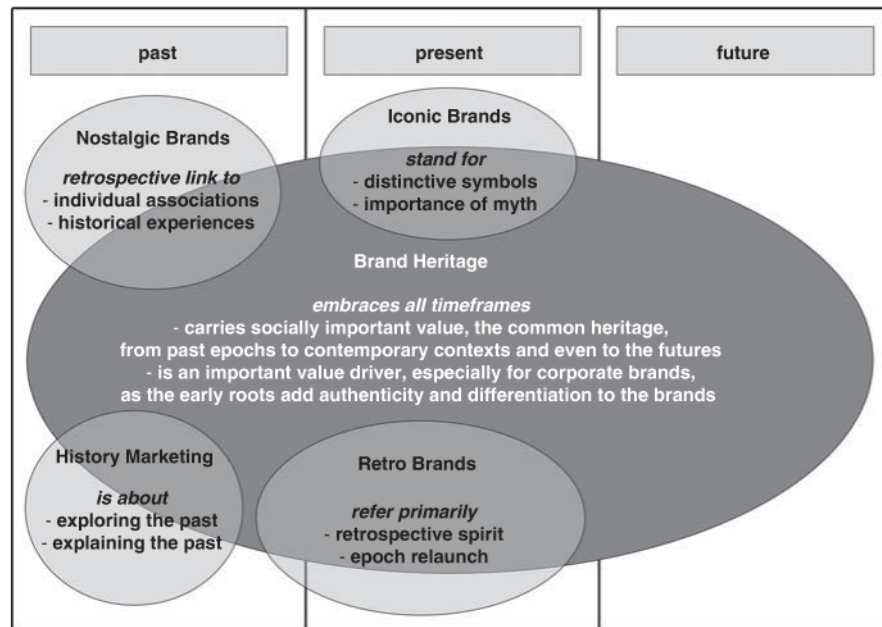 past
present
future
Nostalgic Brands
retrospective link to
- individual associations
- historical experiences
Iconic Brands
stand for
- distinctive symbols
- importance of myth
Brand Heritage
embraces all timeframes
- carries socially important value, the common heritage,
from past epochs to contemporary contexts and even to the futures
- is an important value driver, especially for corporate brands,
as the early roots add authenticity and differentiation to the brands
History Marketing
is about
- exploring the past
- explaining the past
Retro Brands
refer primarily
- retrospective spirit
- epoch relaunch